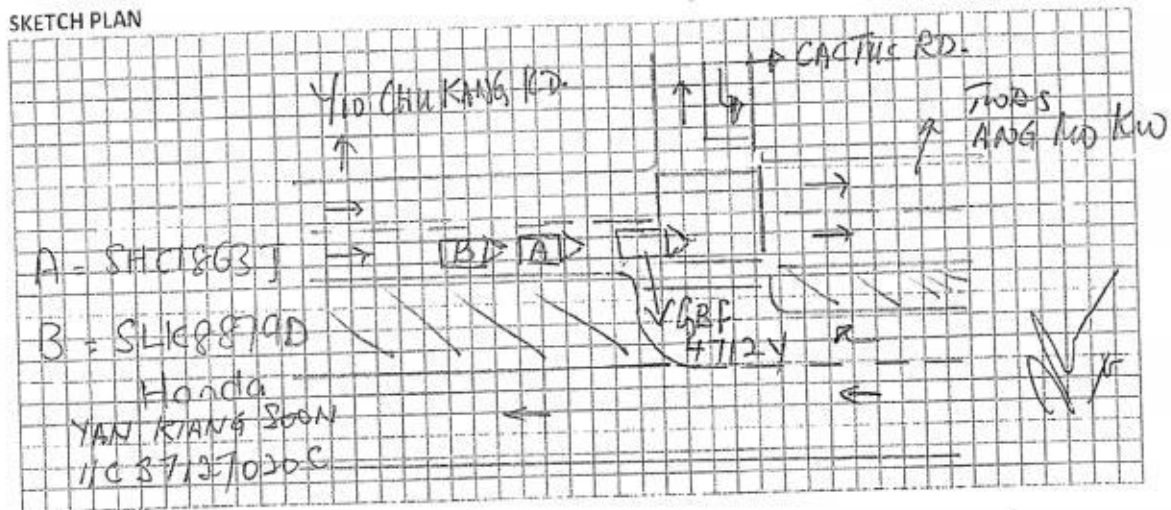 SKETCH PLAN
CACTUS RD.
YIO CHU KANG RD.
TWDS
ANG MO KIO
B
A
A - SHC1863J
B - SLK8879D
GBF
4712Y
Honda
YAN KIANG SOON